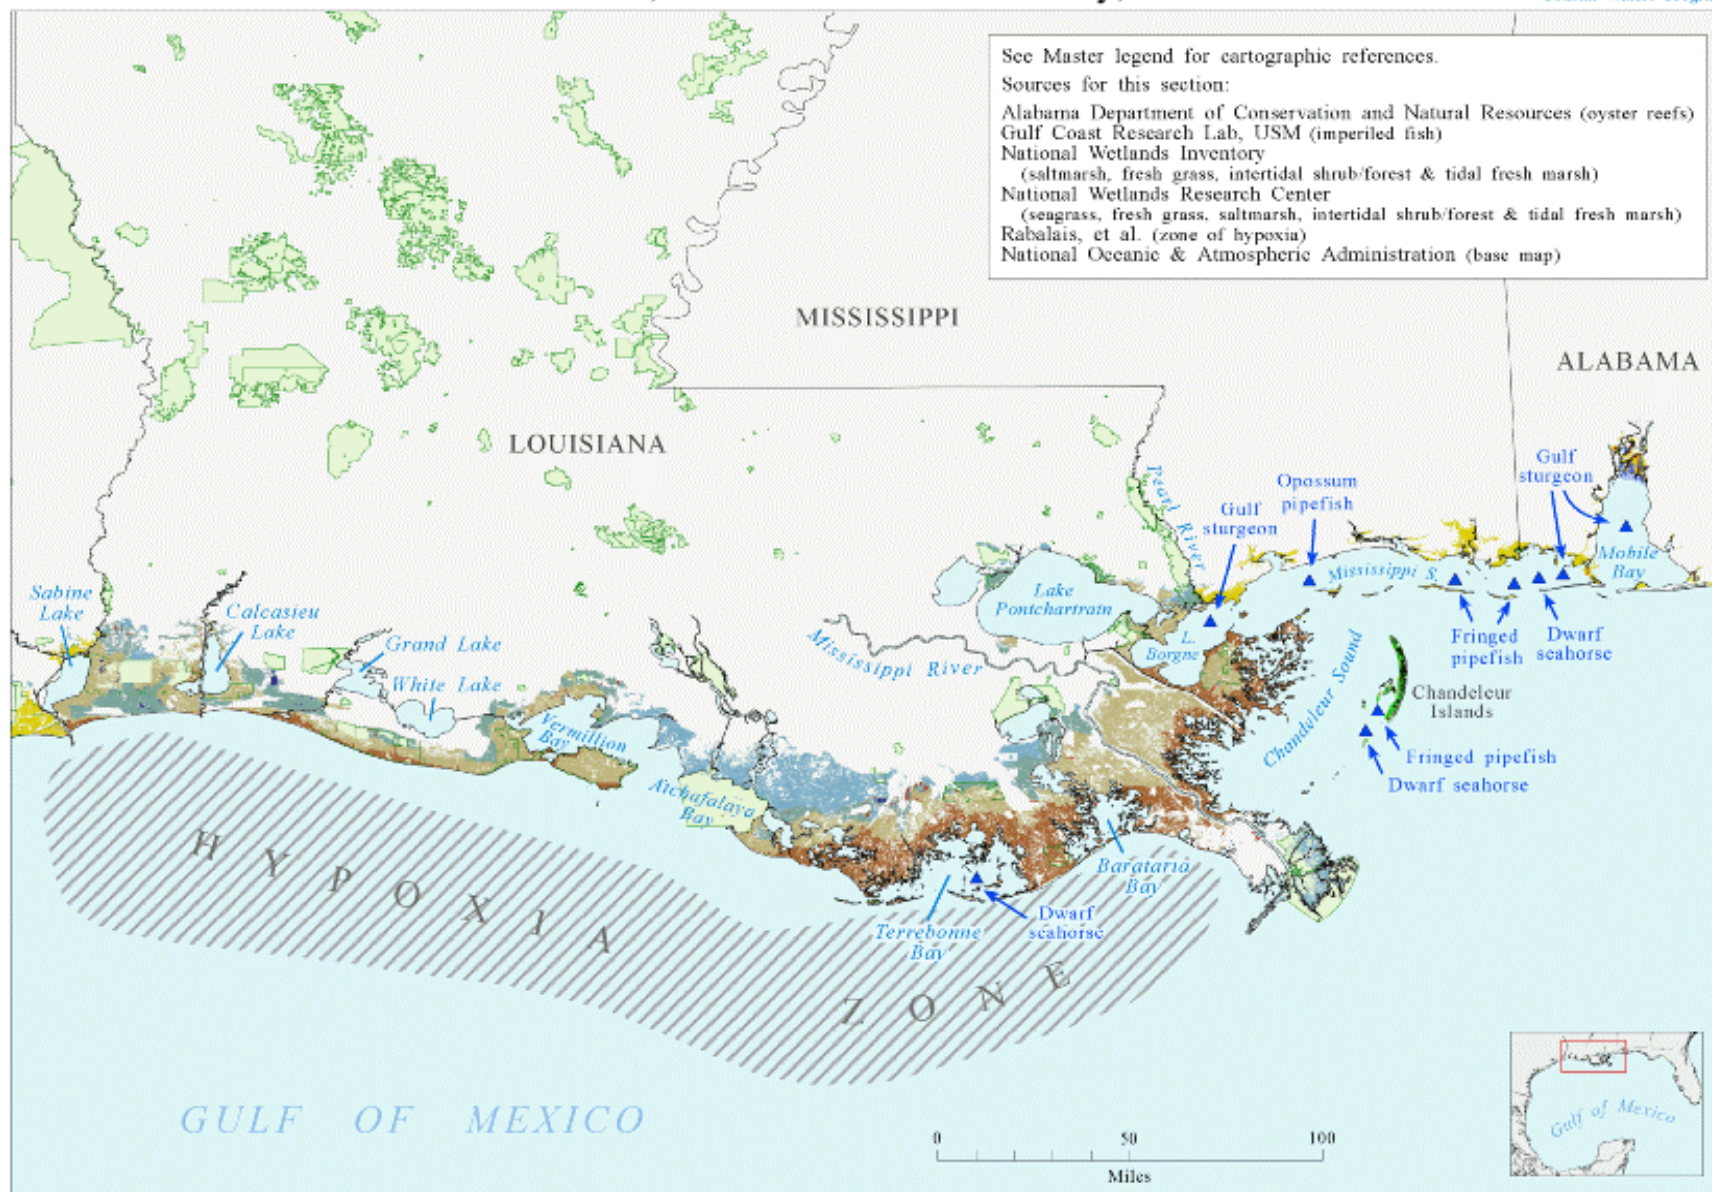 See Master legend for cartographic references.
Sources for this section:
Alabama Department of Conservation and Natural Resources (oyster reefs)
Gulf Coast Research Lab, USM (imperiled fish)
National Wetlands Inventory
(saltmarsh, fresh grass, intertidal shrub/forest & tidal fresh marsh)
National Wetlands Research Center
(seagrass, fresh grass, saltmarsh, intertidal shrub/forest & tidal fresh marsh)
Rabalais, et al. (zone of hypoxia)
National Oceanic & Atmospheric Administration (base map)
MISSISSIPPI
ALABAMA
LOUISIANA
Pearl River
Gulf
sturgeon
Opossum
pipefish
Gulf
sturgeon
Mobile
Bay
Mississippi S.
Sabine
Lake
Calcasieu
Lake
Grand Lake
White Lake
Vermillion
Bay
Atchafalaya
Bay
Mississippi River
Lake
Pontchartrain
L.
Borgne
Fringed
pipefish
Dwarf
seahorse
Chandeleur Sound
Chandeleur
Islands
Fringed pipefish
Dwarf seahorse
Barataria
Bay
Terrebonne
Bay
Dwarf
seahorse
HYPOXIA
ZONE
GULF OF MEXICO
0 50 100
Miles
Gulf of Mexico